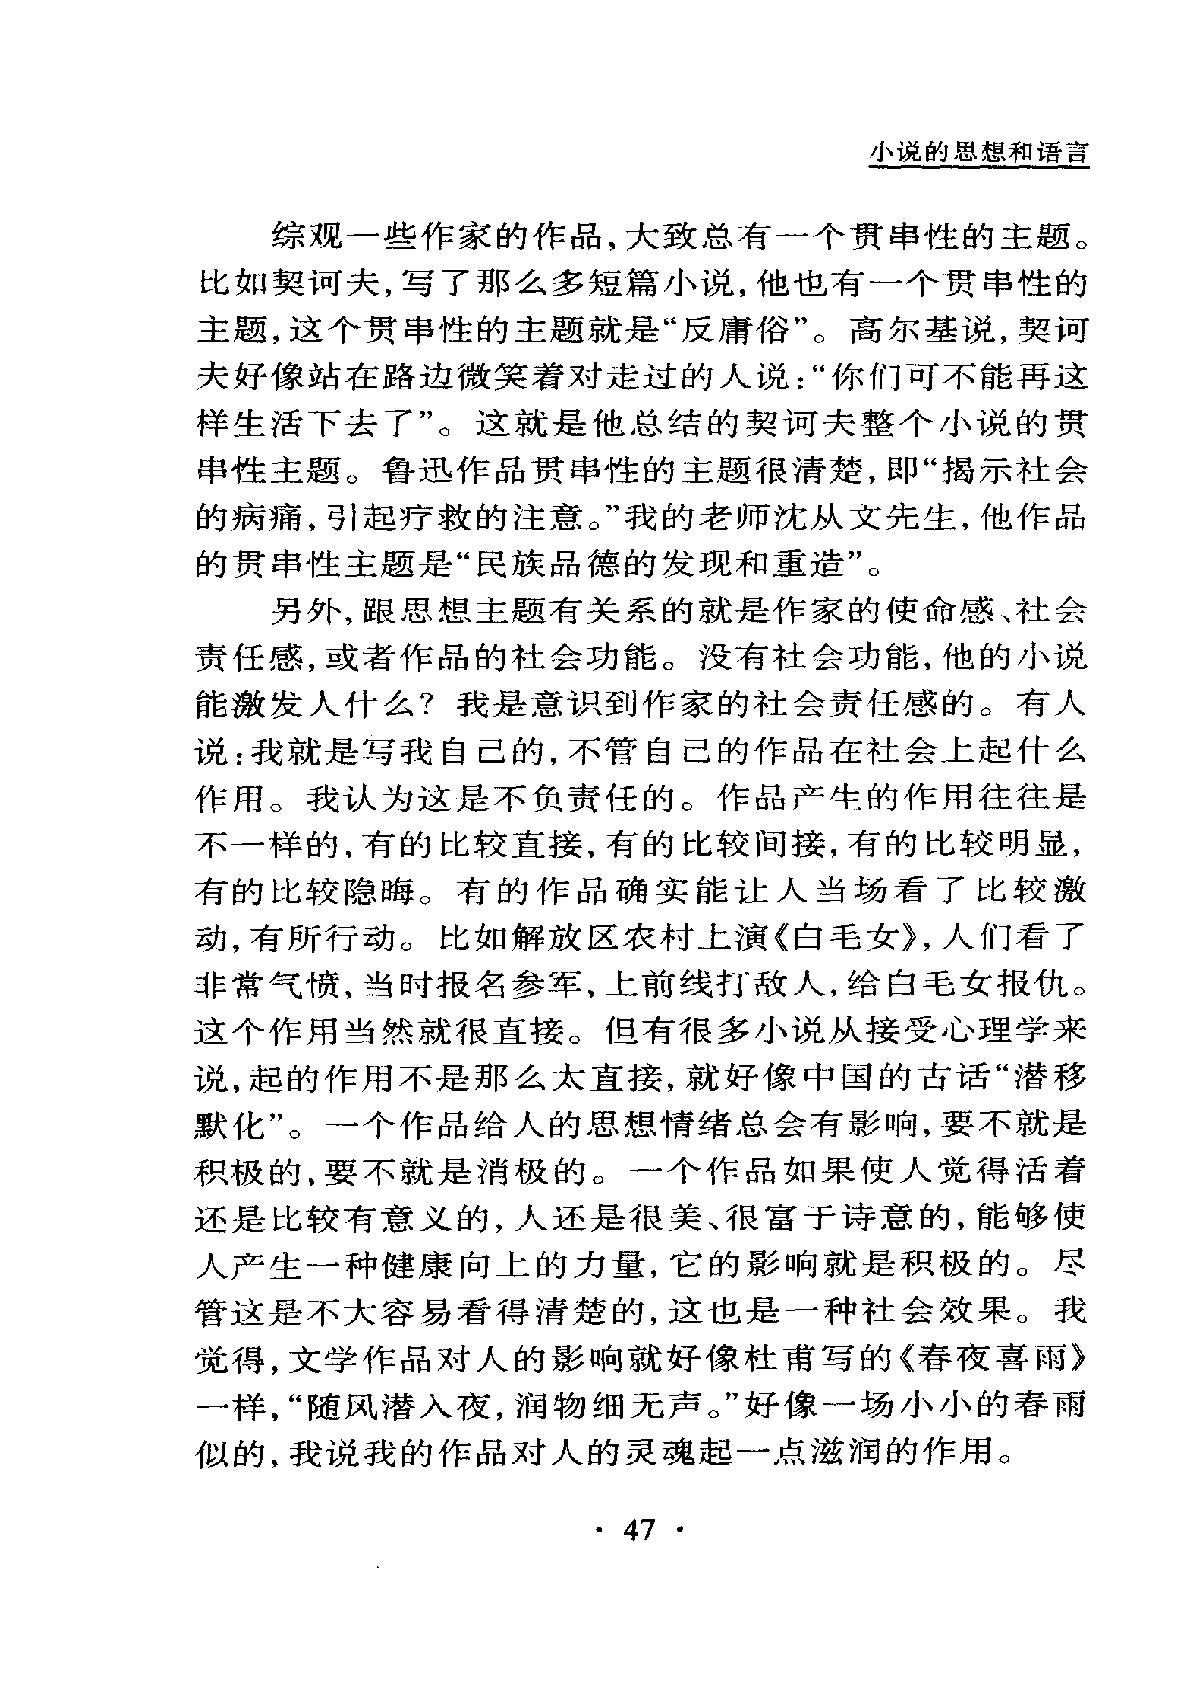 小说的思想和语言
综观一些作家的作品,大致总有一个贯串性的主题。
比如契诃夫,写了那么多短篇小说,他也有一个贯串性的
主题,这个贯串性的主题就是“反庸俗”。高尔基说,契诃
夫好像站在路边微笑着对走过的人说:“你们可不能再这
样生活下去了”。这就是他总结的契诃夫整个小说的贯
串性主题。鲁迅作品贯串性的主题很清楚,即“揭示社会
的病痛,引起疗救的注意。”我的老师沈从文先生,他作品
的贯串性主题是“民族品德的发现和重造”。
另外,跟思想主题有关系的就是作家的使命感、社会
责任感,或者作品的社会功能。没有社会功能,他的小说
能激发人什么? 我是意识到作家的社会责任感的。有人
说:我就是写我自己的,不管自己的作品在社会上起什么
作用。我认为这是不负责任的。作品产生的作用往往是
不一样的,有的比较直接,有的比较间接,有的比较明显,
有的比较隐晦。有的作品确实能让人当场看了比较激
动,有所行动。比如解放区农村上演《白毛女》,人们看了
非常气愤,当时报名参军,上前线打敌人,给白毛女报仇。
这个作用当然就很直接。但有很多小说从接受心理学来
说,起的作用不是那么太直接,就好像中国的古话“潜移
默化”。一个作品给人的思想情绪总会有影响,要不就是
积极的,要不就是消极的。一个作品如果使人觉得活着
还是比较有意义的,人还是很美、很富于诗意的,能够使
人产生一种健康向上的力量,它的影响就是积极的。尽
管这是不大容易看得清楚的,这也是一种社会效果。我
觉得,文学作品对人的影响就好像杜甫写的《春夜喜雨》
一样,“随风潜入夜,润物细无声。”好像一场小小的春雨
似的,我说我的作品对人的灵魂起一点滋润的作用。
· 47 ·